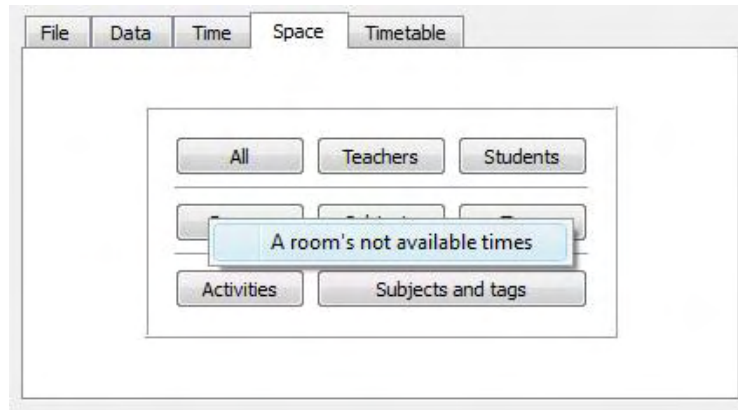 File Data Time Space Timetable
All Teachers Students
A room's not available times
Activities Subjects and tags